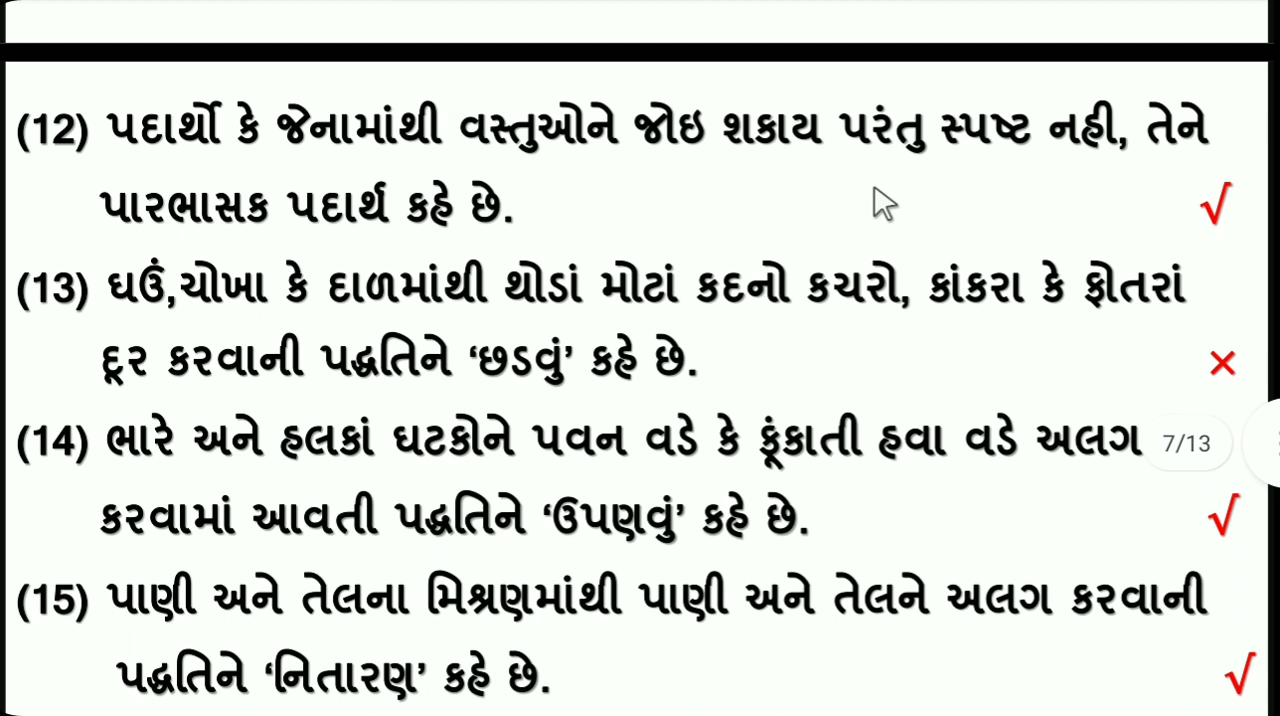 (12) પદાર્થો કે જેનામાંથી વસ્તુઓને જોઇ શકાય પરંતુ સ્પષ્ટ નહી, તેને
પારભાસક પદાર્થ કહે છે. √
(13) ઘઉં,ચોખા કે દાળમાંથી થોડાં મોટાં કદનો કચરો, કાંકરા કે ફોતરાં
દૂર કરવાની પદ્ધતિને ‘છડવું’ કહે છે. ×
(14) ભારે અને હલકાં ઘટકોને પવન વડે કે ફૂંકાતી હવા વડે અલગ 7/13
કરવામાં આવતી પદ્ધતિને ‘ઉપણવું’ કહે છે. √
(15) પાણી અને તેલના મિશ્રણમાંથી પાણી અને તેલને અલગ કરવાની
પદ્ધતિને ‘નિતારણ’ કહે છે. √